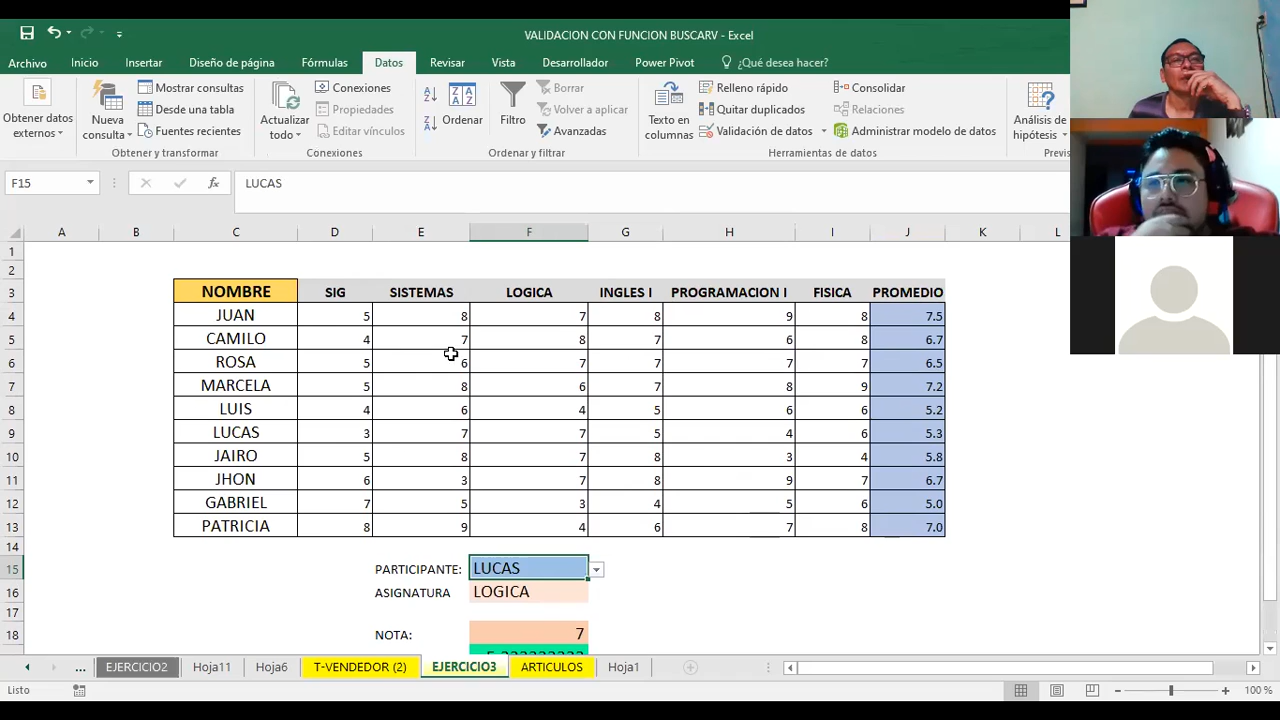 VALIDACION CON FUNCION BUSCARV - Excel
Archivo Inicio Insertar Diseño de página Fórmulas Datos Revisar Vista Desarrollador Power Pivot ¿Qué desea hacer?
Obtener datos externos
Nueva consulta
Mostrar consultas
Desde una tabla
Fuentes recientes
Obtener y transformar
Actualizar todo
Conexiones
Propiedades
Editar vínculos
Conexiones
Ordenar
Filtro
Borrar
Volver a aplicar
Avanzadas
Ordenar y filtrar
Texto en columnas
Relleno rápido
Quitar duplicados
Validación de datos
Consolidar
Relaciones
Administrar modelo de datos
Herramientas de datos
Análisis de hipótesis
Previs
F15 fx LUCAS
A B C D E F G H I J K L
1
2
3 NOMBRE SIG SISTEMAS LOGICA INGLES I PROGRAMACION I FISICA PROMEDIO
4 JUAN 5 8 7 8 9 8 7.5
5 CAMILO 4 7 8 7 6 8 6.7
6 ROSA 5 6 7 7 7 7 6.5
7 MARCELA 5 8 6 7 8 9 7.2
8 LUIS 4 6 4 5 6 6 5.2
9 LUCAS 3 7 7 5 4 6 5.3
10 JAIRO 5 8 7 8 3 4 5.8
11 JHON 6 3 7 8 9 7 6.7
12 GABRIEL 7 5 3 4 5 6 5.0
13 PATRICIA 8 9 4 6 7 8 7.0
14
15 PARTICIPANTE: LUCAS
16 ASIGNATURA LOGICA
17
18 NOTA: 7
... EJERCICIO2 Hoja11 Hoja6 T-VENDEDOR (2) EJERCICIO3 ARTICULOS Hoja1
Listo 100 %